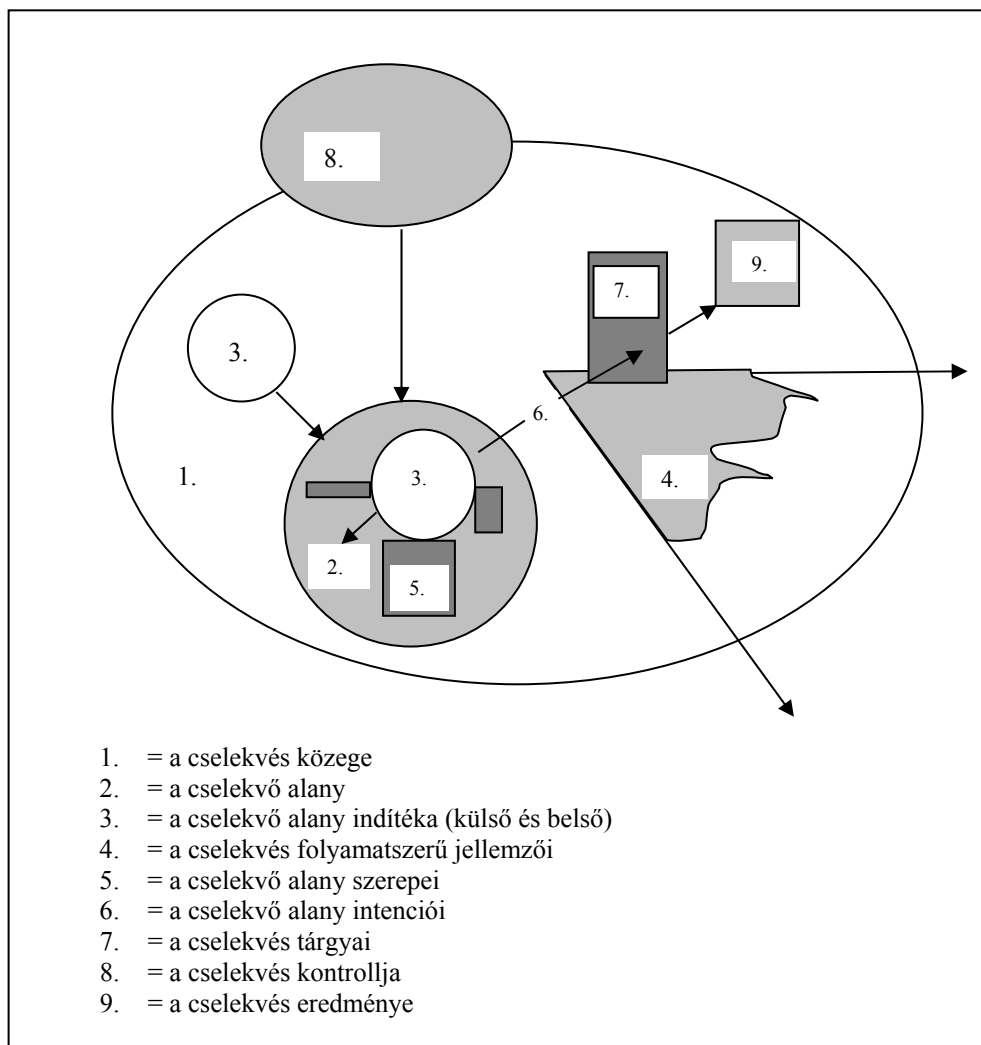 8.
9.
7.
3.
6.
1.
3.
4.
2.
5.
1. = a cselekvés közege
2. = a cselekvő alany
3. = a cselekvő alany indítéka (külső és belső)
4. = a cselekvés folyamatszerű jellemzői
5. = a cselekvő alany szerepei
6. = a cselekvő alany intenciói
7. = a cselekvés tárgyai
8. = a cselekvés kontrollja
9. = a cselekvés eredménye